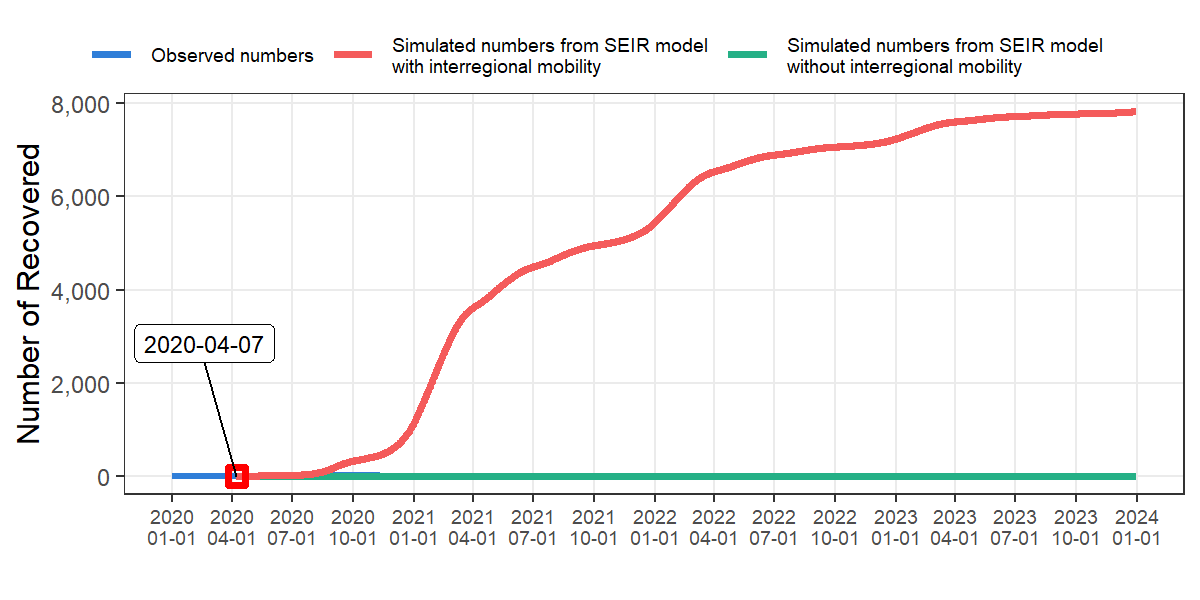 Observed numbers
Simulated numbers from SEIR model
with interregional mobility
Simulated numbers from SEIR model
without interregional mobility
Number of Recovered
8,000
6,000
4,000
2,000
0
2020-04-07
2020 2020 2020 2020 2021 2021 2021 2021 2022 2022 2022 2022 2023 2023 2023 2023 2024
01-01 04-01 07-01 10-01 01-01 04-01 07-01 10-01 01-01 04-01 07-01 10-01 01-01 04-01 07-01 10-01 01-01